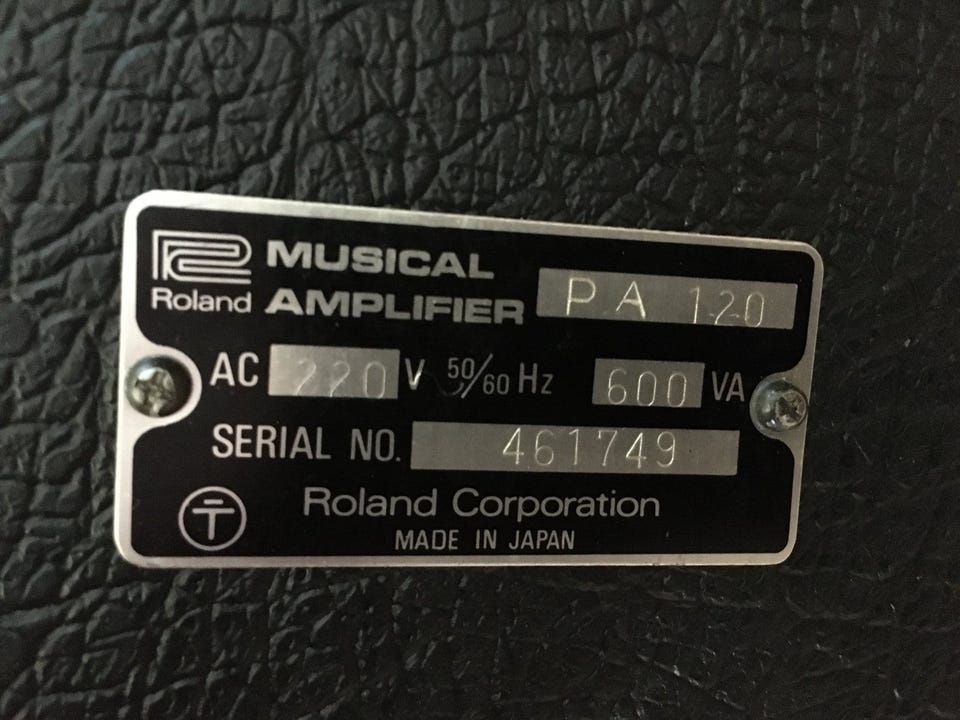 MUSICAL
Roland AMPLIFIER PA 120
AC 220 V 50/60 Hz 600 VA
SERIAL NO. 461749
Roland Corporation
MADE IN JAPAN